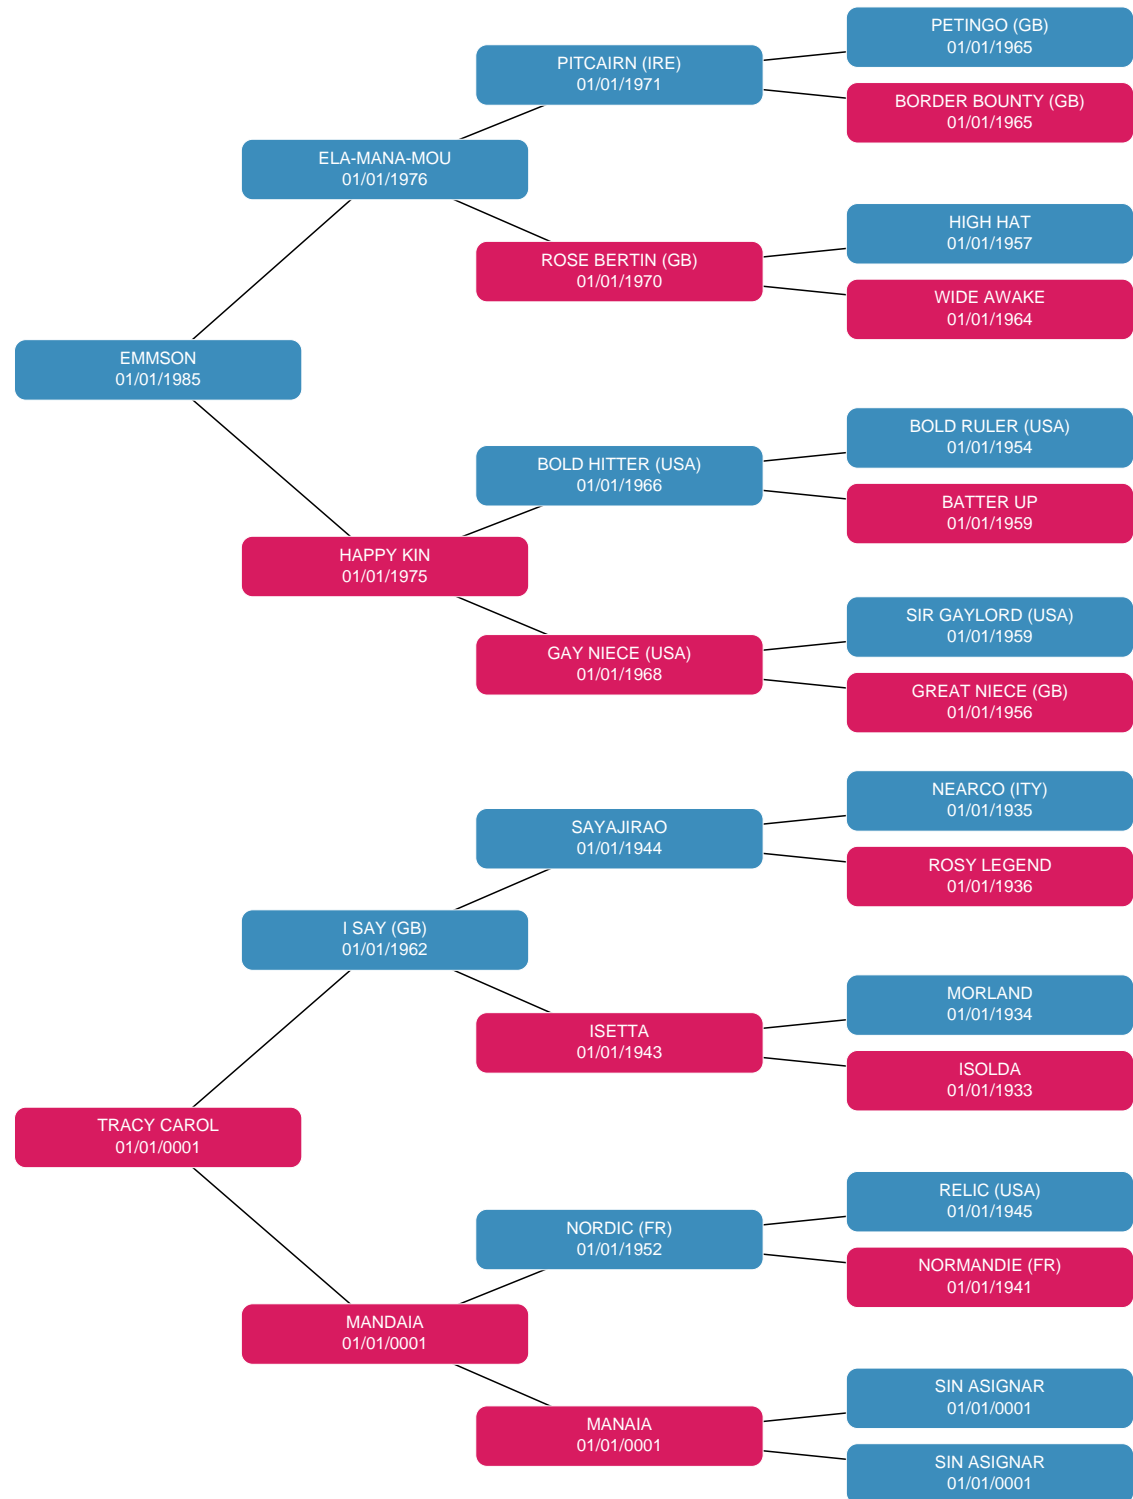 PETINGO (GB)
01/01/1965
PITCAIRN (IRE)
01/01/1971
BORDER BOUNTY (GB)
01/01/1965
ELA-MANA-MOU
01/01/1976
HIGH HAT
01/01/1957
ROSE BERTIN (GB)
01/01/1970
WIDE AWAKE
01/01/1964
EMMSON
01/01/1985
BOLD RULER (USA)
01/01/1954
BOLD HITTER (USA)
01/01/1966
BATTER UP
01/01/1959
HAPPY KIN
01/01/1975
SIR GAYLORD (USA)
01/01/1959
GAY NIECE (USA)
01/01/1968
GREAT NIECE (GB)
01/01/1956
NEARCO (ITY)
01/01/1935
SAYAJIRAO
01/01/1944
ROSY LEGEND
01/01/1936
I SAY (GB)
01/01/1962
MORLAND
01/01/1934
ISETTA
01/01/1943
ISOLDA
01/01/1933
TRACY CAROL
01/01/0001
RELIC (USA)
01/01/1945
NORDIC (FR)
01/01/1952
NORMANDIE (FR)
01/01/1941
MANDAIA
01/01/0001
SIN ASIGNAR
01/01/0001
MANAIA
01/01/0001
SIN ASIGNAR
01/01/0001